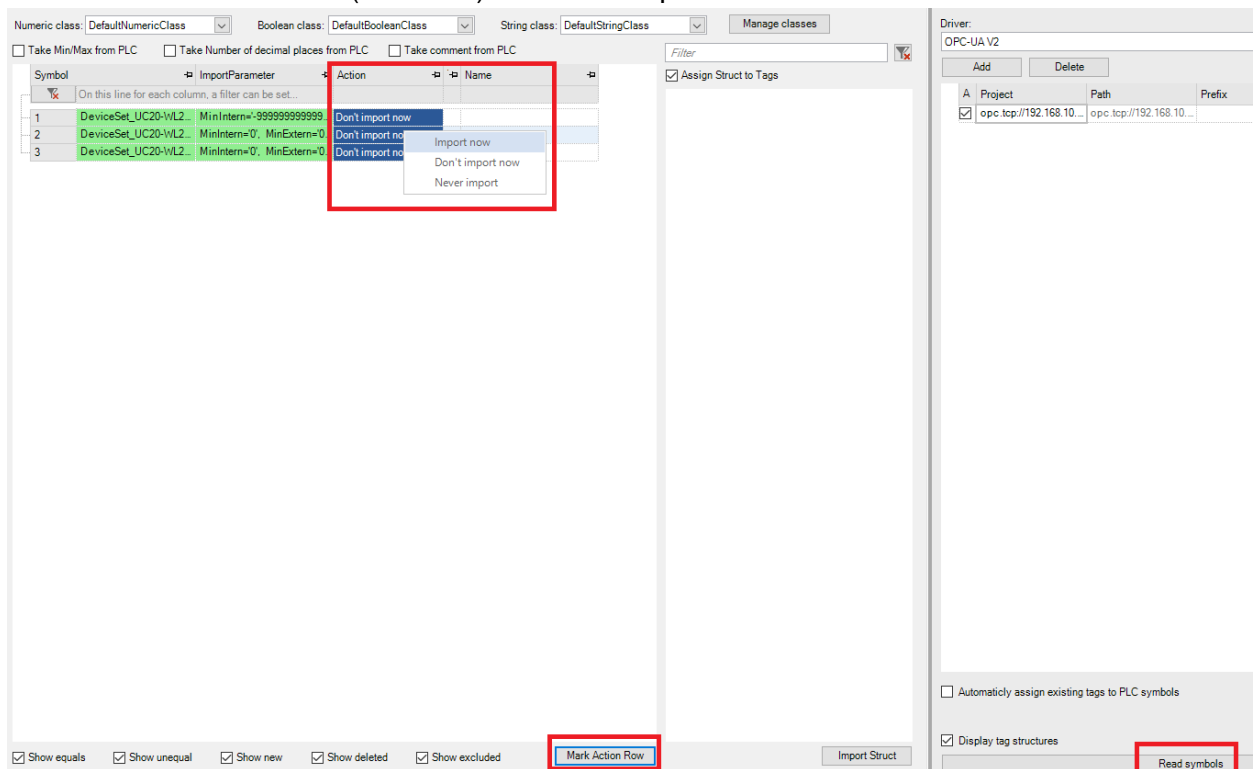 Numeric class: DefaultNumericClass Boolean class: DefaultBooleanClass String class: DefaultStringClass Manage classes
Take Min/Max from PLC Take Number of decimal places from PLC Take comment from PLC
Filter
Assign Struct to Tags
Symbol ImportParameter Action Name
On this line for each column, a filter can be set...
1 DeviceSet_UC20-WL2... MinIntern='-999999999999... Don't import now
2 DeviceSet_UC20-WL2... MinIntern='0', MinExtern='0... Don't import no
3 DeviceSet_UC20-WL2... MinIntern='0', MinExtern='0... Don't import no
Import now
Don't import now
Never import
Show equals Show unequal Show new Show deleted Show excluded Mark Action Row
Import Struct
Driver:
OPC-UA V2
Add Delete
A Project Path Prefix
opc.tcp://192.168.10.... opc.tcp://192.168.10....
Automaticly assign existing tags to PLC symbols
Display tag structures
Read symbols